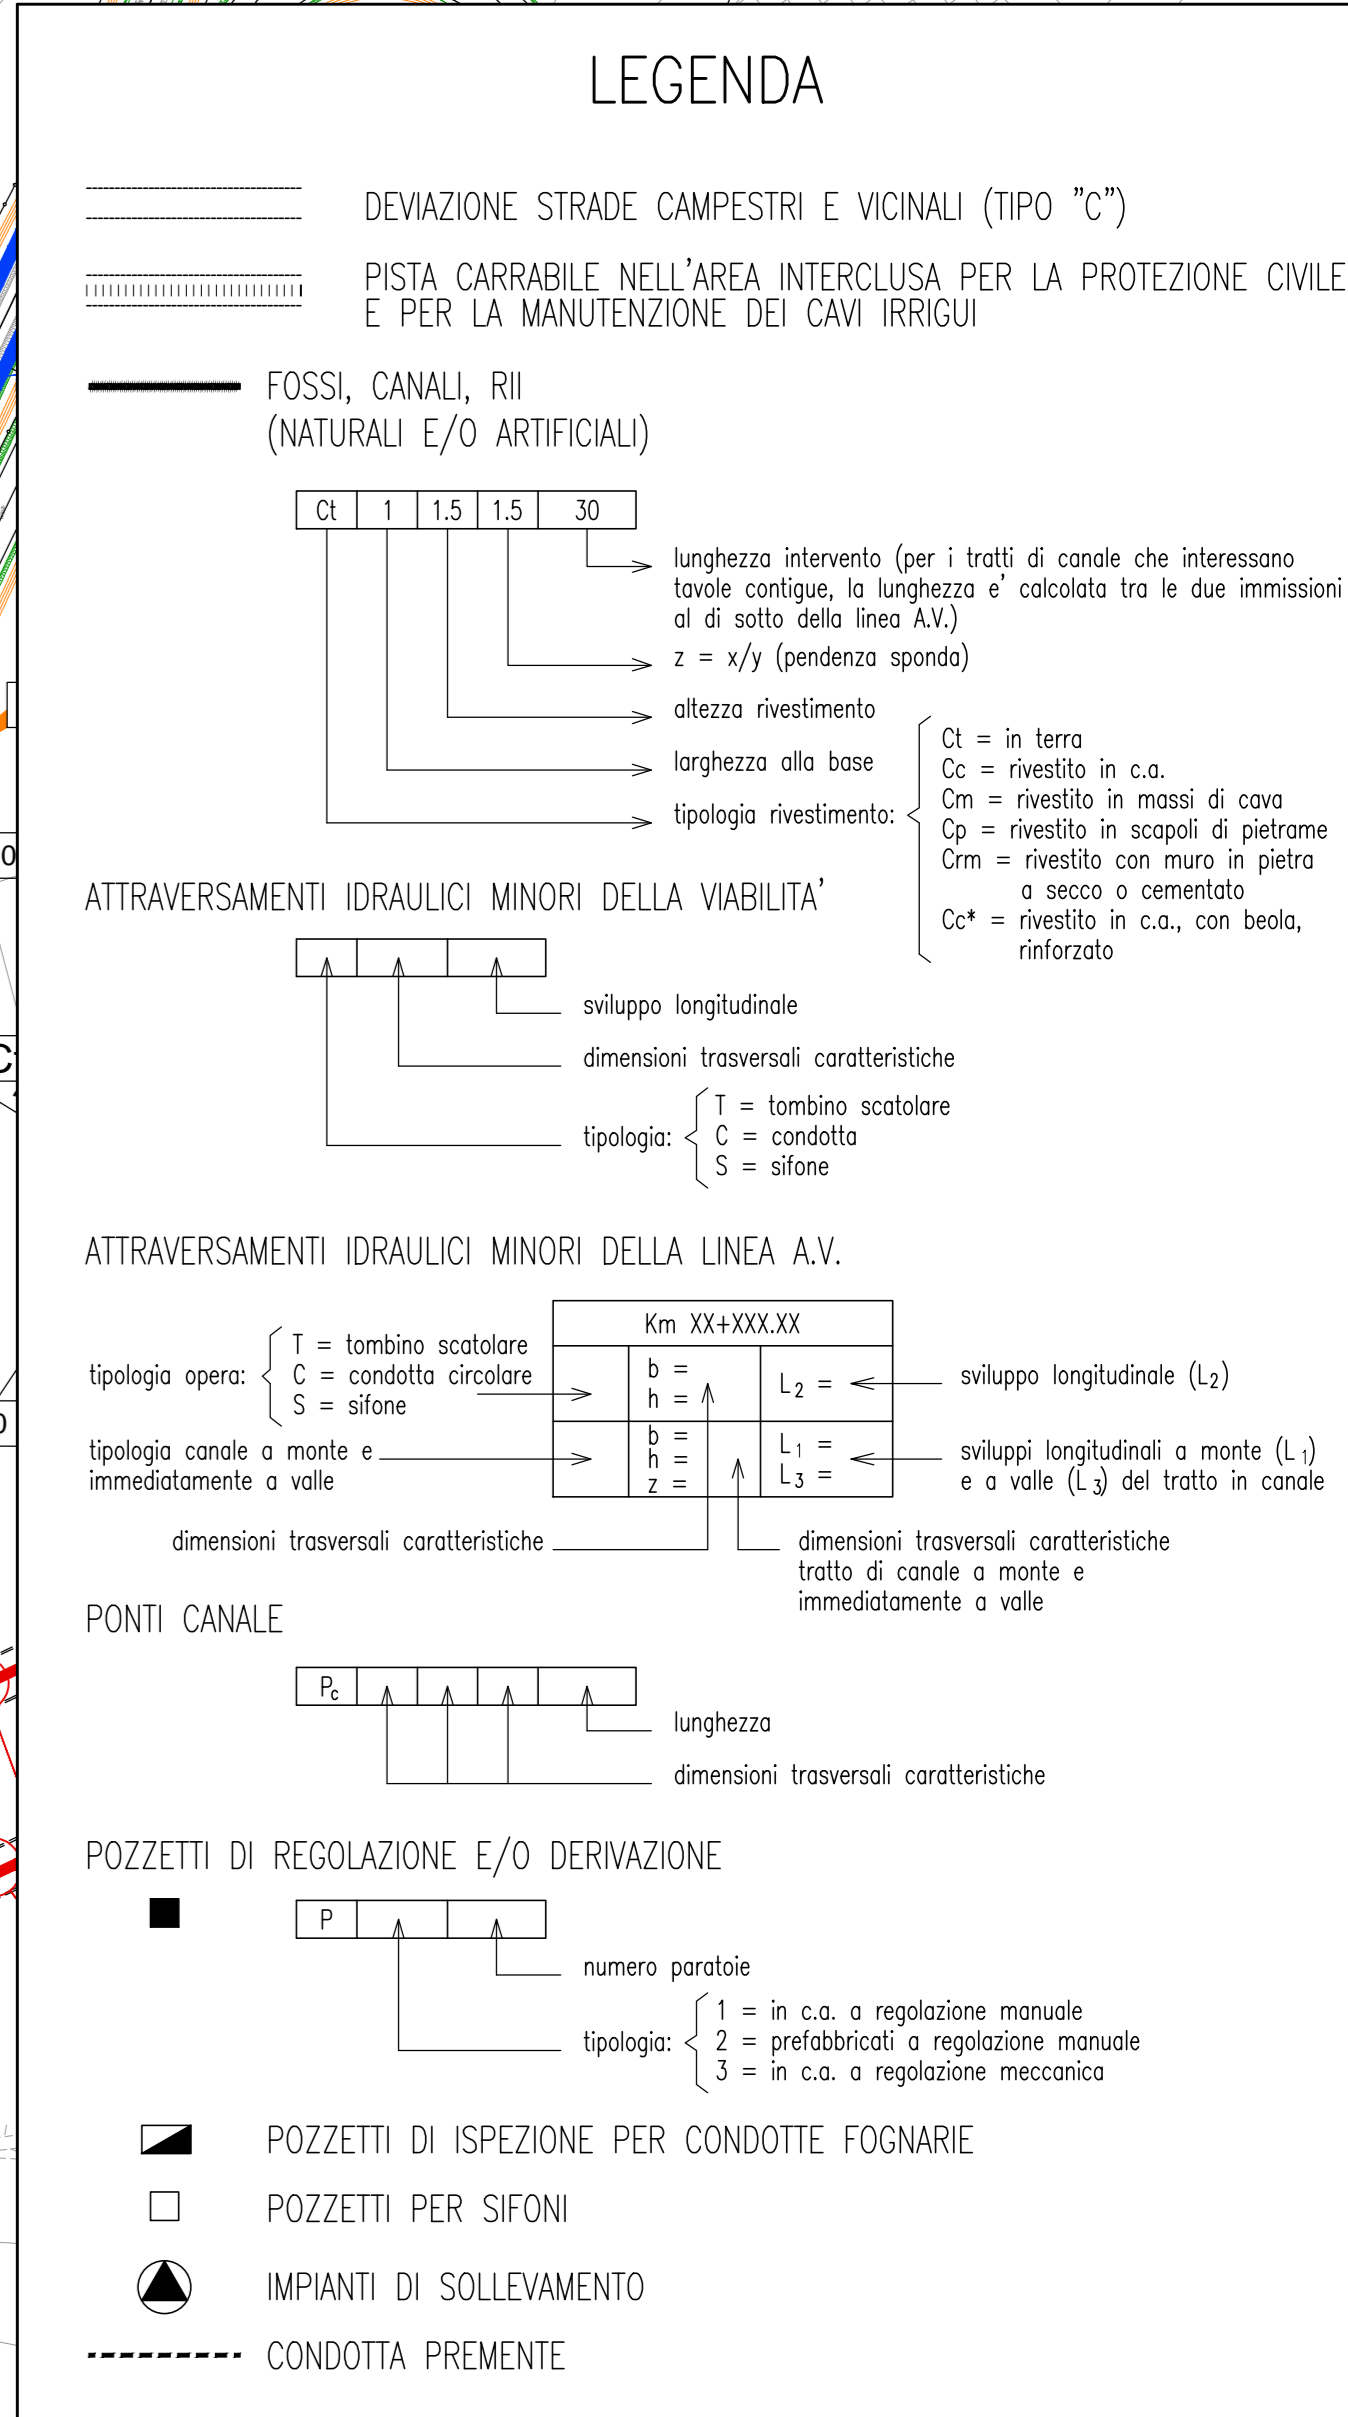 LEGENDA
DEVIAZIONE STRADE CAMPESTRI E VICINALI (TIPO "C")
PISTA CARRABILE NELL'AREA INTERCLUSA PER LA PROTEZIONE CIVILE
E PER LA MANUTENZIONE DEI CAVI IRRIGUI
FOSSI, CANALI, RII
(NATURALI E/O ARTIFICIALI)
Ct 1 1.5 1.5 30
lunghezza intervento (per i tratti di canale che interessano
tavole contigue, la lunghezza e' calcolata tra le due immissioni
al di sotto della linea A.V.)
z = x/y (pendenza sponda)
altezza rivestimento
larghezza alla base
tipologia rivestimento:
Ct = in terra
Cc = rivestito in c.a.
Cm = rivestito in massi di cava
Cp = rivestito in scapoli di pietrame
Crm = rivestito con muro in pietra
a secco o cementato
Cc* = rivestito in c.a., con beola,
rinforzato
ATTRAVERSAMENTI IDRAULICI MINORI DELLA VIABILITA'
sviluppo longitudinale
dimensioni trasversali caratteristiche
tipologia:
T = tombino scatolare
C = condotta
S = sifone
ATTRAVERSAMENTI IDRAULICI MINORI DELLA LINEA A.V.
Km XX+XXX.XX
tipologia opera:
T = tombino scatolare
C = condotta circolare
S = sifone
b =
h =
L2 =
sviluppo longitudinale (L2)
tipologia canale a monte e
immediatamente a valle
b =
h =
z =
L1 =
L3 =
sviluppi longitudinali a monte (L1)
e a valle (L3) del tratto in canale
dimensioni trasversali caratteristiche
dimensioni trasversali caratteristiche
tratto di canale a monte e
immediatamente a valle
PONTI CANALE
Pc
lunghezza
dimensioni trasversali caratteristiche
POZZETTI DI REGOLAZIONE E/O DERIVAZIONE
P
numero paratoie
tipologia:
1 = in c.a. a regolazione manuale
2 = prefabbricati a regolazione manuale
3 = in c.a. a regolazione meccanica
POZZETTI DI ISPEZIONE PER CONDOTTE FOGNARIE
POZZETTI PER SIFONI
IMPIANTI DI SOLLEVAMENTO
CONDOTTA PREMENTE